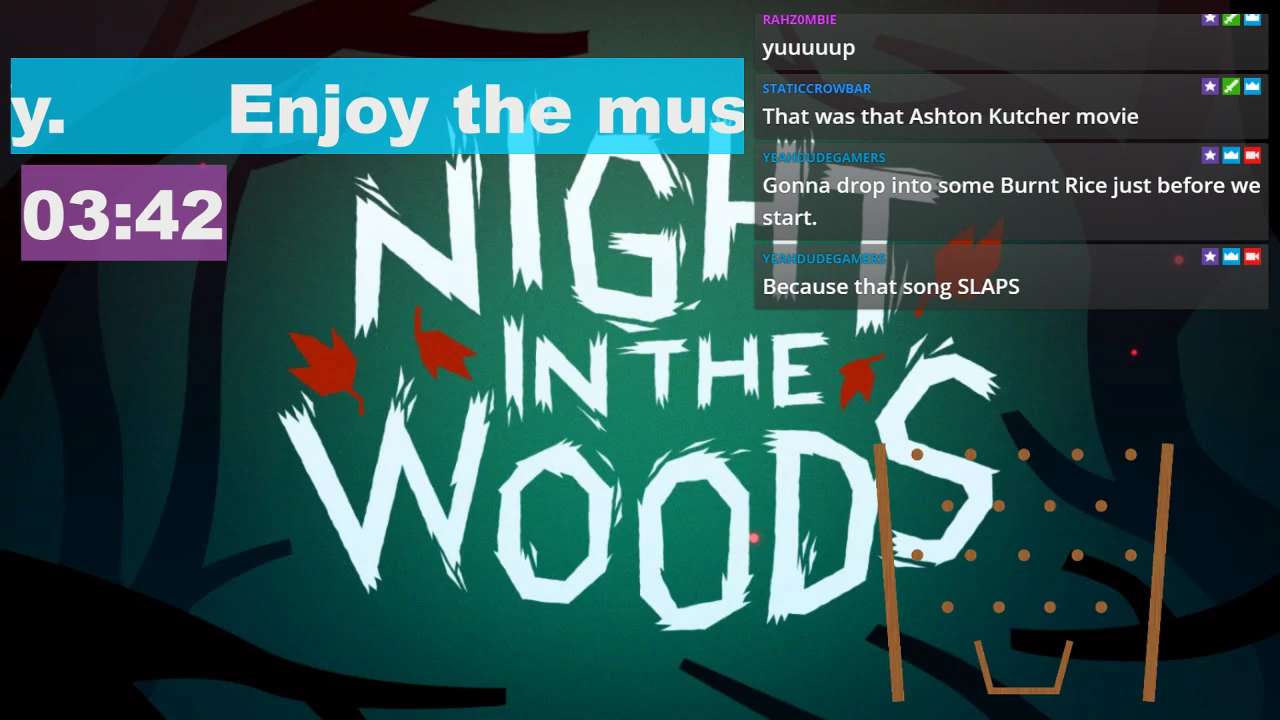 y. Enjoy the mus
03:42
NIGHT
IN THE
WOODS
RAHZ0MBIE
yuuuuup
STATICCROWBAR
That was that Ashton Kutcher movie
YEAHDUDEGAMERS
Gonna drop into some Burnt Rice just before we
start.
YEAHDUDEGAMERS
Because that song SLAPS